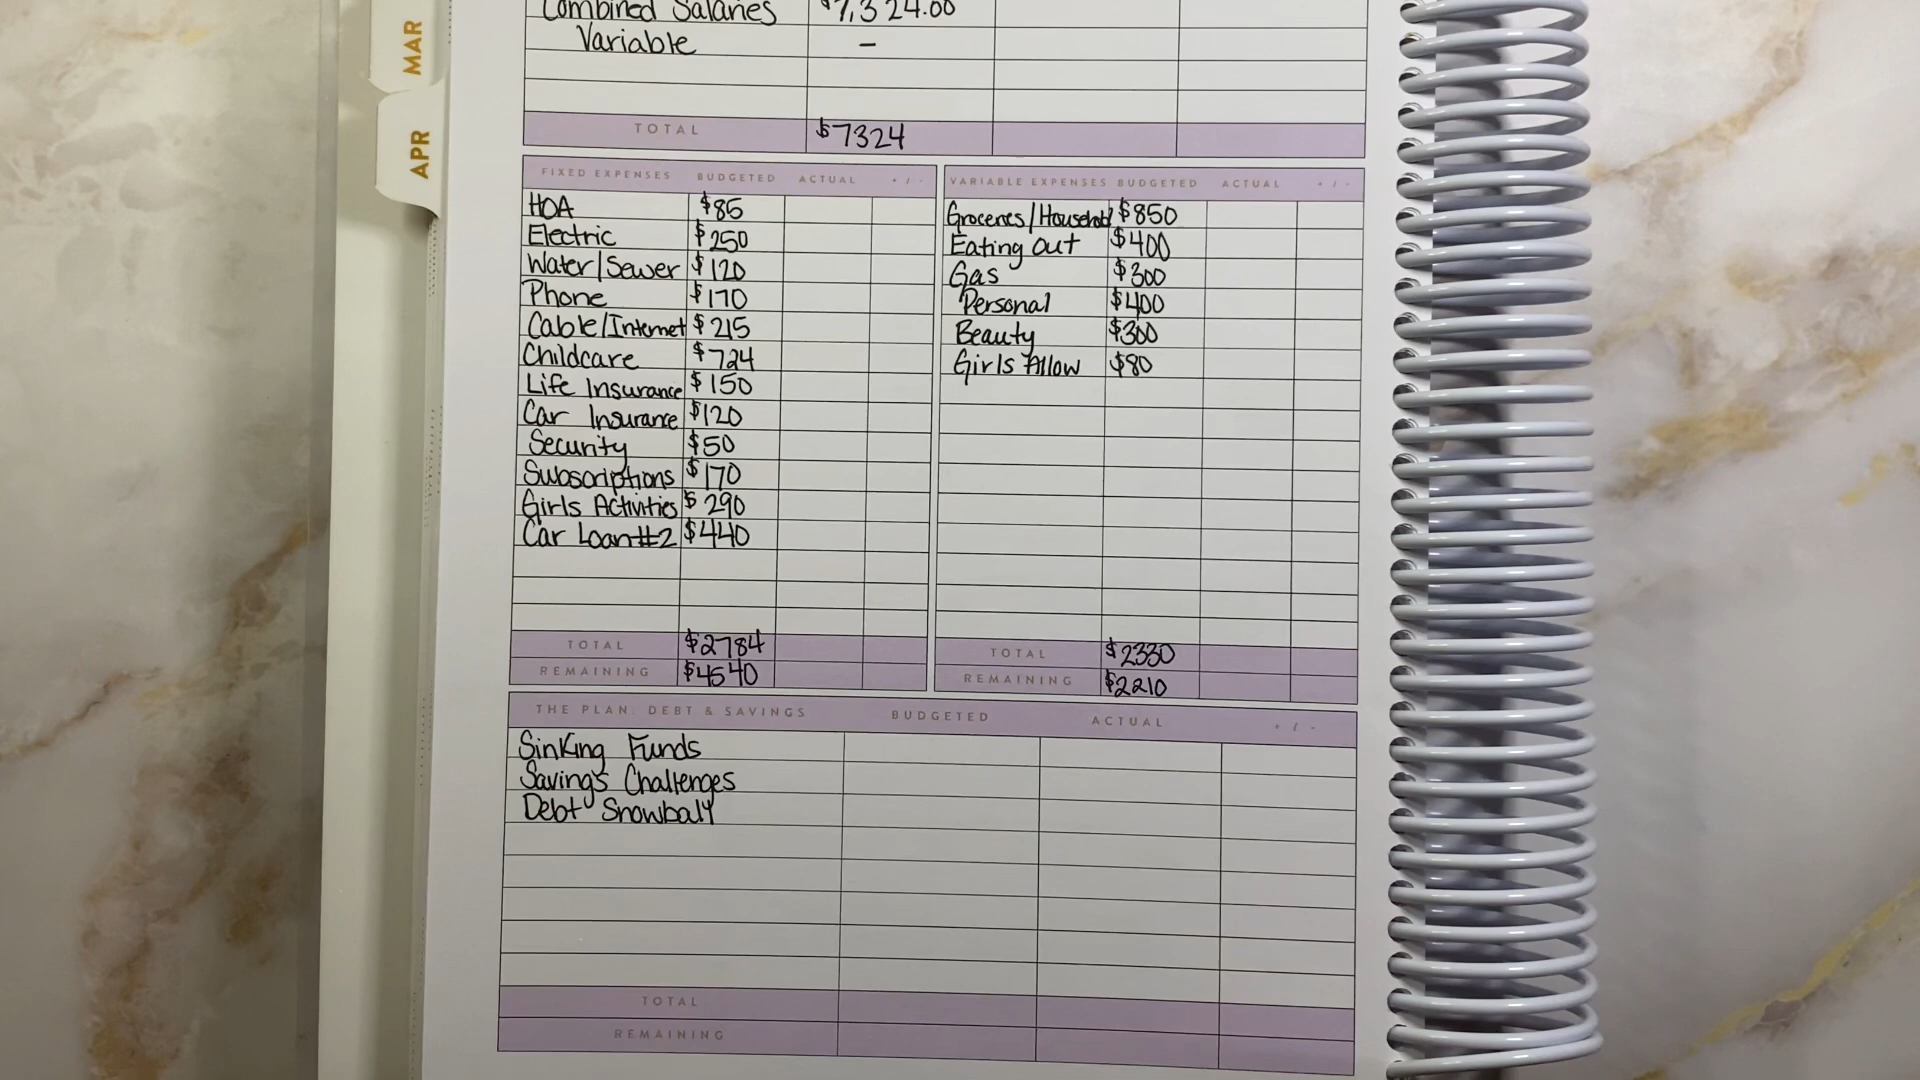 MAR
APR
Combined Salaries $7,324.00
Variable -
TOTAL $7324
FIXED EXPENSES BUDGETED ACTUAL + / -
HOA $85
Electric $250
Water/Sewer $120
Phone $170
Cable/Internet $215
Childcare $724
Life Insurance $150
Car Insurance $120
Security $50
Subscriptions $170
Girls Activities $290
Car Loan #2 $440
TOTAL $2784
REMAINING $4540
VARIABLE EXPENSES BUDGETED ACTUAL + / -
Groceries/Household $850
Eating Out $400
Gas $300
Personal $400
Beauty $300
Girls Allow $80
TOTAL $2330
REMAINING $2210
THE PLAN: DEBT & SAVINGS BUDGETED ACTUAL + / -
Sinking Funds
Savings Challenges
Debt Snowball
TOTAL
REMAINING